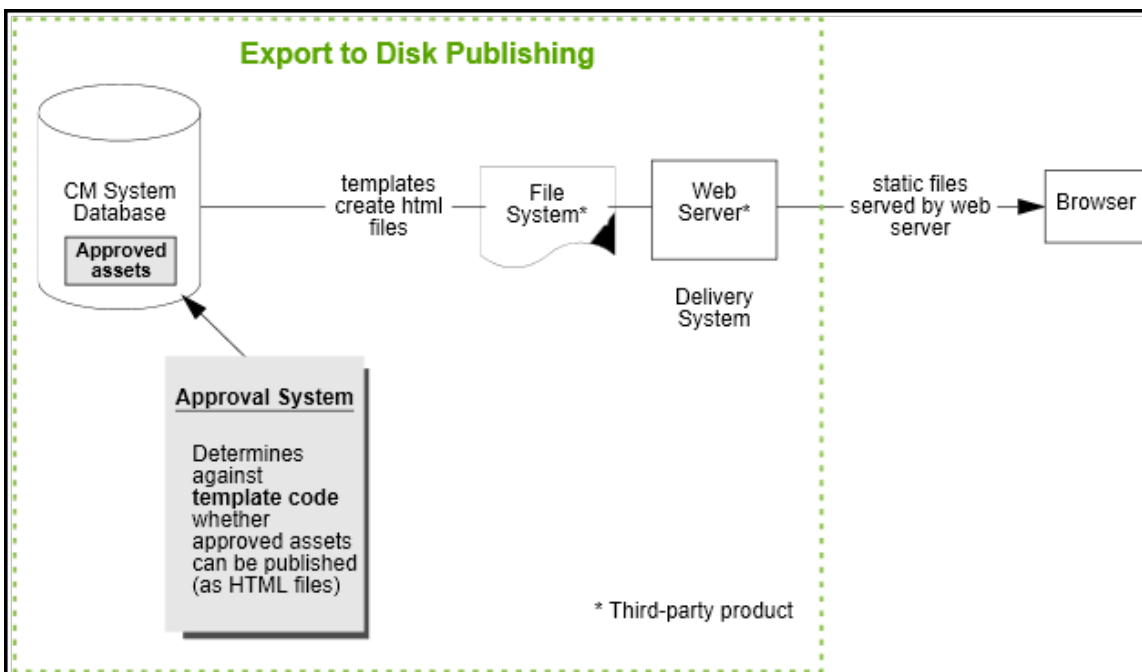 Export to Disk Publishing
CM System
Database
Approved
assets
templates
create html
files
File
System*
Web
Server*
Delivery
System
static files
served by web
server
Browser
Approval System
Determines
against
template code
whether
approved assets
can be published
(as HTML files)
* Third-party product